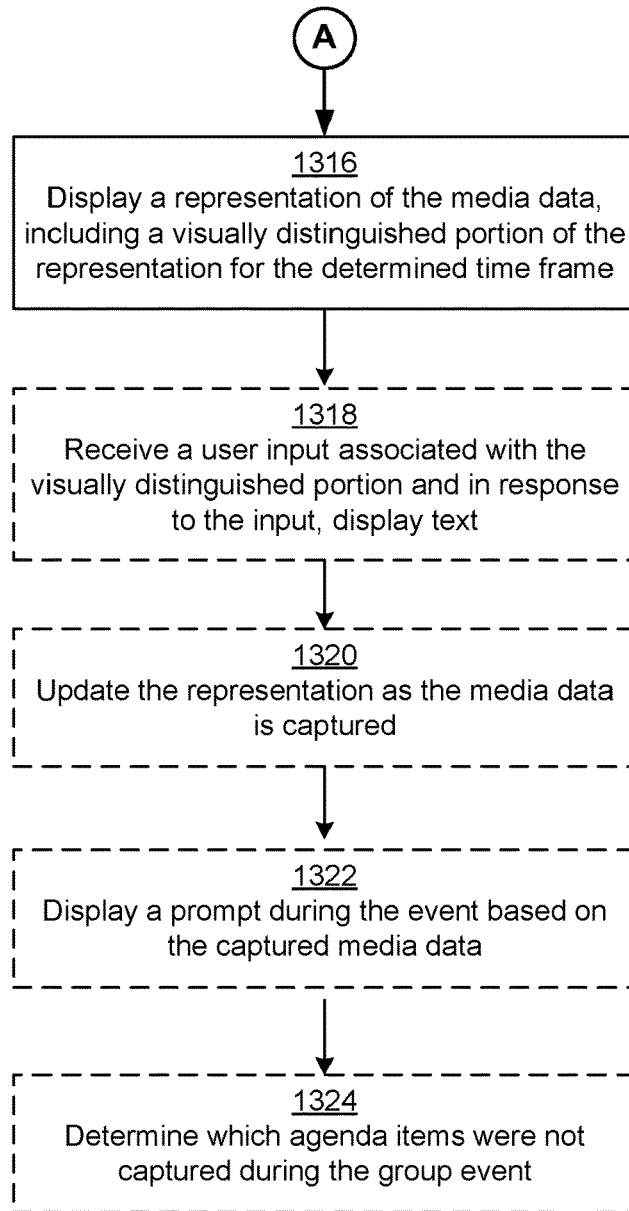 A
1316
Display a representation of the media data,
including a visually distinguished portion of the
representation for the determined time frame
1318
Receive a user input associated with the
visually distinguished portion and in response
to the input, display text
1320
Update the representation as the media data
is captured
1322
Display a prompt during the event based on
the captured media data
1324
Determine which agenda items were not
captured during the group event